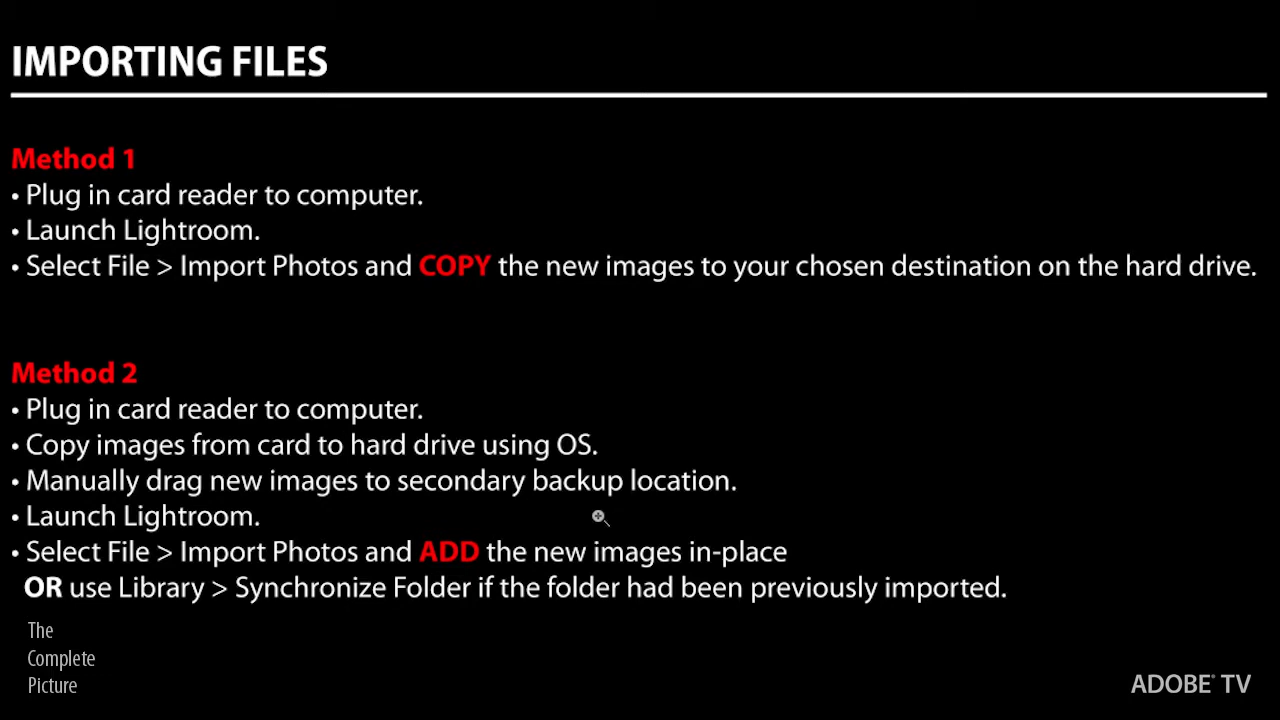 IMPORTING FILES
Method 1
• Plug in card reader to computer.
• Launch Lightroom.
• Select File > Import Photos and COPY the new images to your chosen destination on the hard drive.
Method 2
• Plug in card reader to computer.
• Copy images from card to hard drive using OS.
• Manually drag new images to secondary backup location.
• Launch Lightroom.
• Select File > Import Photos and ADD the new images in-place
OR use Library > Synchronize Folder if the folder had been previously imported.
The
Complete
Picture
ADOBE® TV